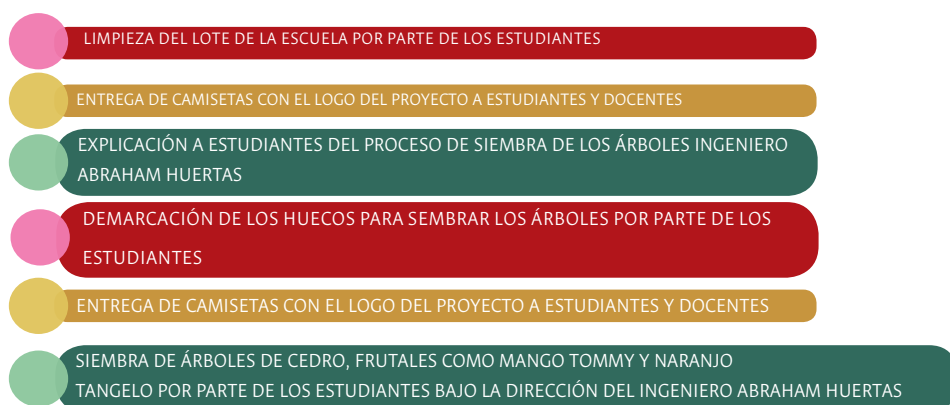 LIMPIEZA DEL LOTE DE LA ESCUELA POR PARTE DE LOS ESTUDIANTES
ENTREGA DE CAMISETAS CON EL LOGO DEL PROYECTO A ESTUDIANTES Y DOCENTES
EXPLICACIÓN A ESTUDIANTES DEL PROCESO DE SIEMBRA DE LOS ÁRBOLES INGENIERO
ABRAHAM HUERTAS
DEMARCACIÓN DE LOS HUECOS PARA SEMBRAR LOS ÁRBOLES POR PARTE DE LOS
ESTUDIANTES
ENTREGA DE CAMISETAS CON EL LOGO DEL PROYECTO A ESTUDIANTES Y DOCENTES
SIEMBRA DE ÁRBOLES DE CEDRO, FRUTALES COMO MANGO TOMMY Y NARANJO
TANGELO POR PARTE DE LOS ESTUDIANTES BAJO LA DIRECCIÓN DEL INGENIERO ABRAHAM HUERTAS